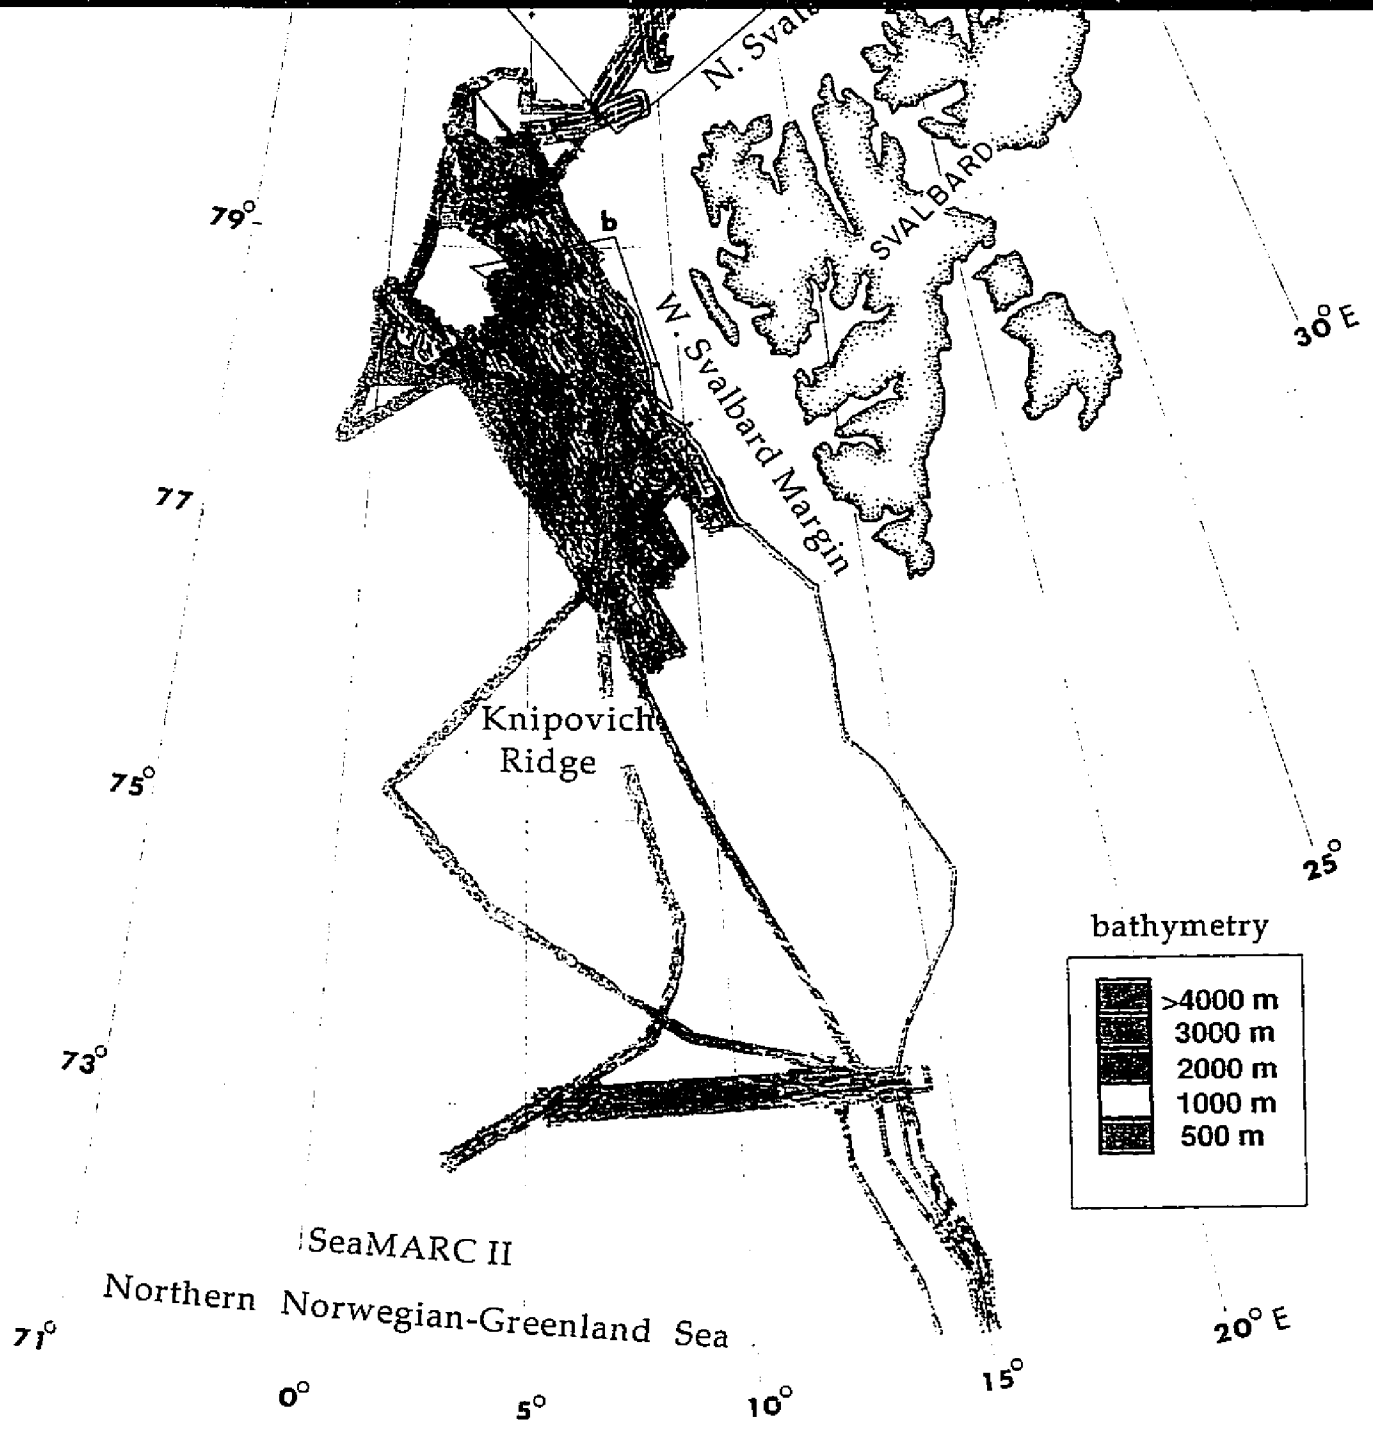 N. Svalb
SVALBARD
79°
b
W. Svalbard Margin
30° E
77
Knipovich
Ridge
75°
25°
bathymetry
>4000 m
3000 m
2000 m
1000 m
500 m
73°
SeaMARC II
Northern Norwegian-Greenland Sea
71°
20° E
15°
0°
5°
10°